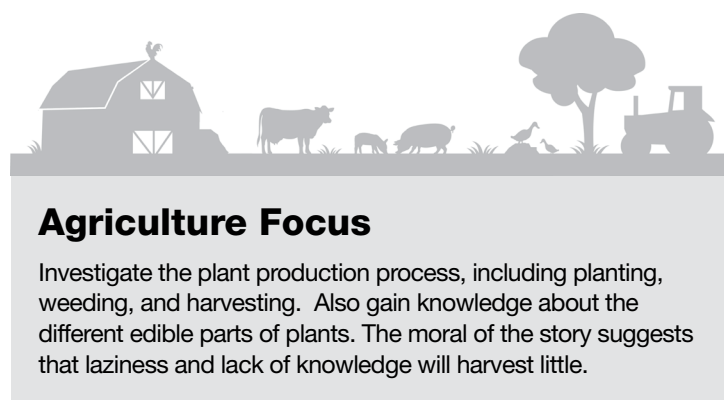 Agriculture Focus
Investigate the plant production process, including planting,
weeding, and harvesting.  Also gain knowledge about the
different edible parts of plants. The moral of the story suggests
that laziness and lack of knowledge will harvest little.